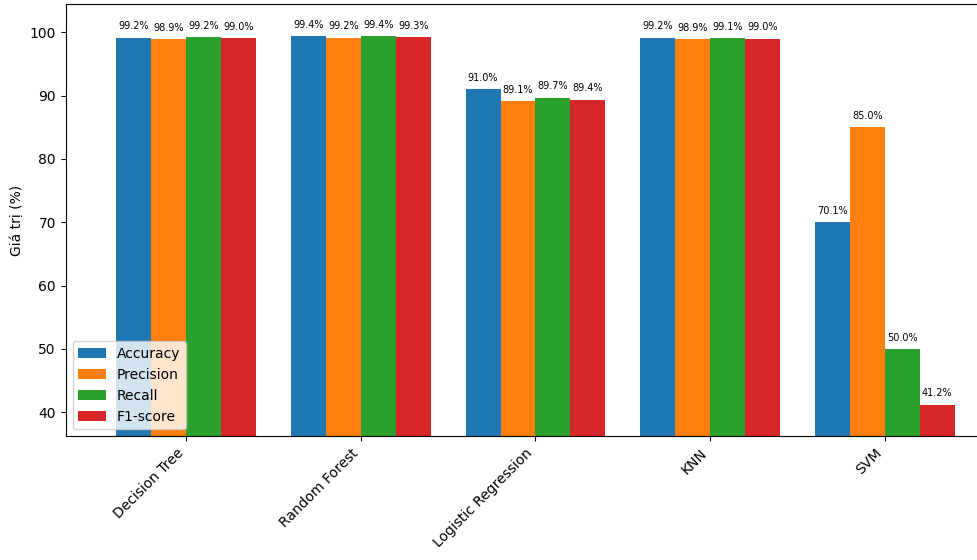 99.2%
98.9%
99.2%
99.0%
99.4%
99.2%
99.4%
99.3%
91.0%
89.1%
89.7%
89.4%
99.2%
98.9%
99.1%
99.0%
70.1%
85.0%
50.0%
41.2%
100
90
80
70
60
50
40
Giá trị (%)
Accuracy
Precision
Recall
F1-score
Decision Tree
Random Forest
Logistic Regression
KNN
SVM